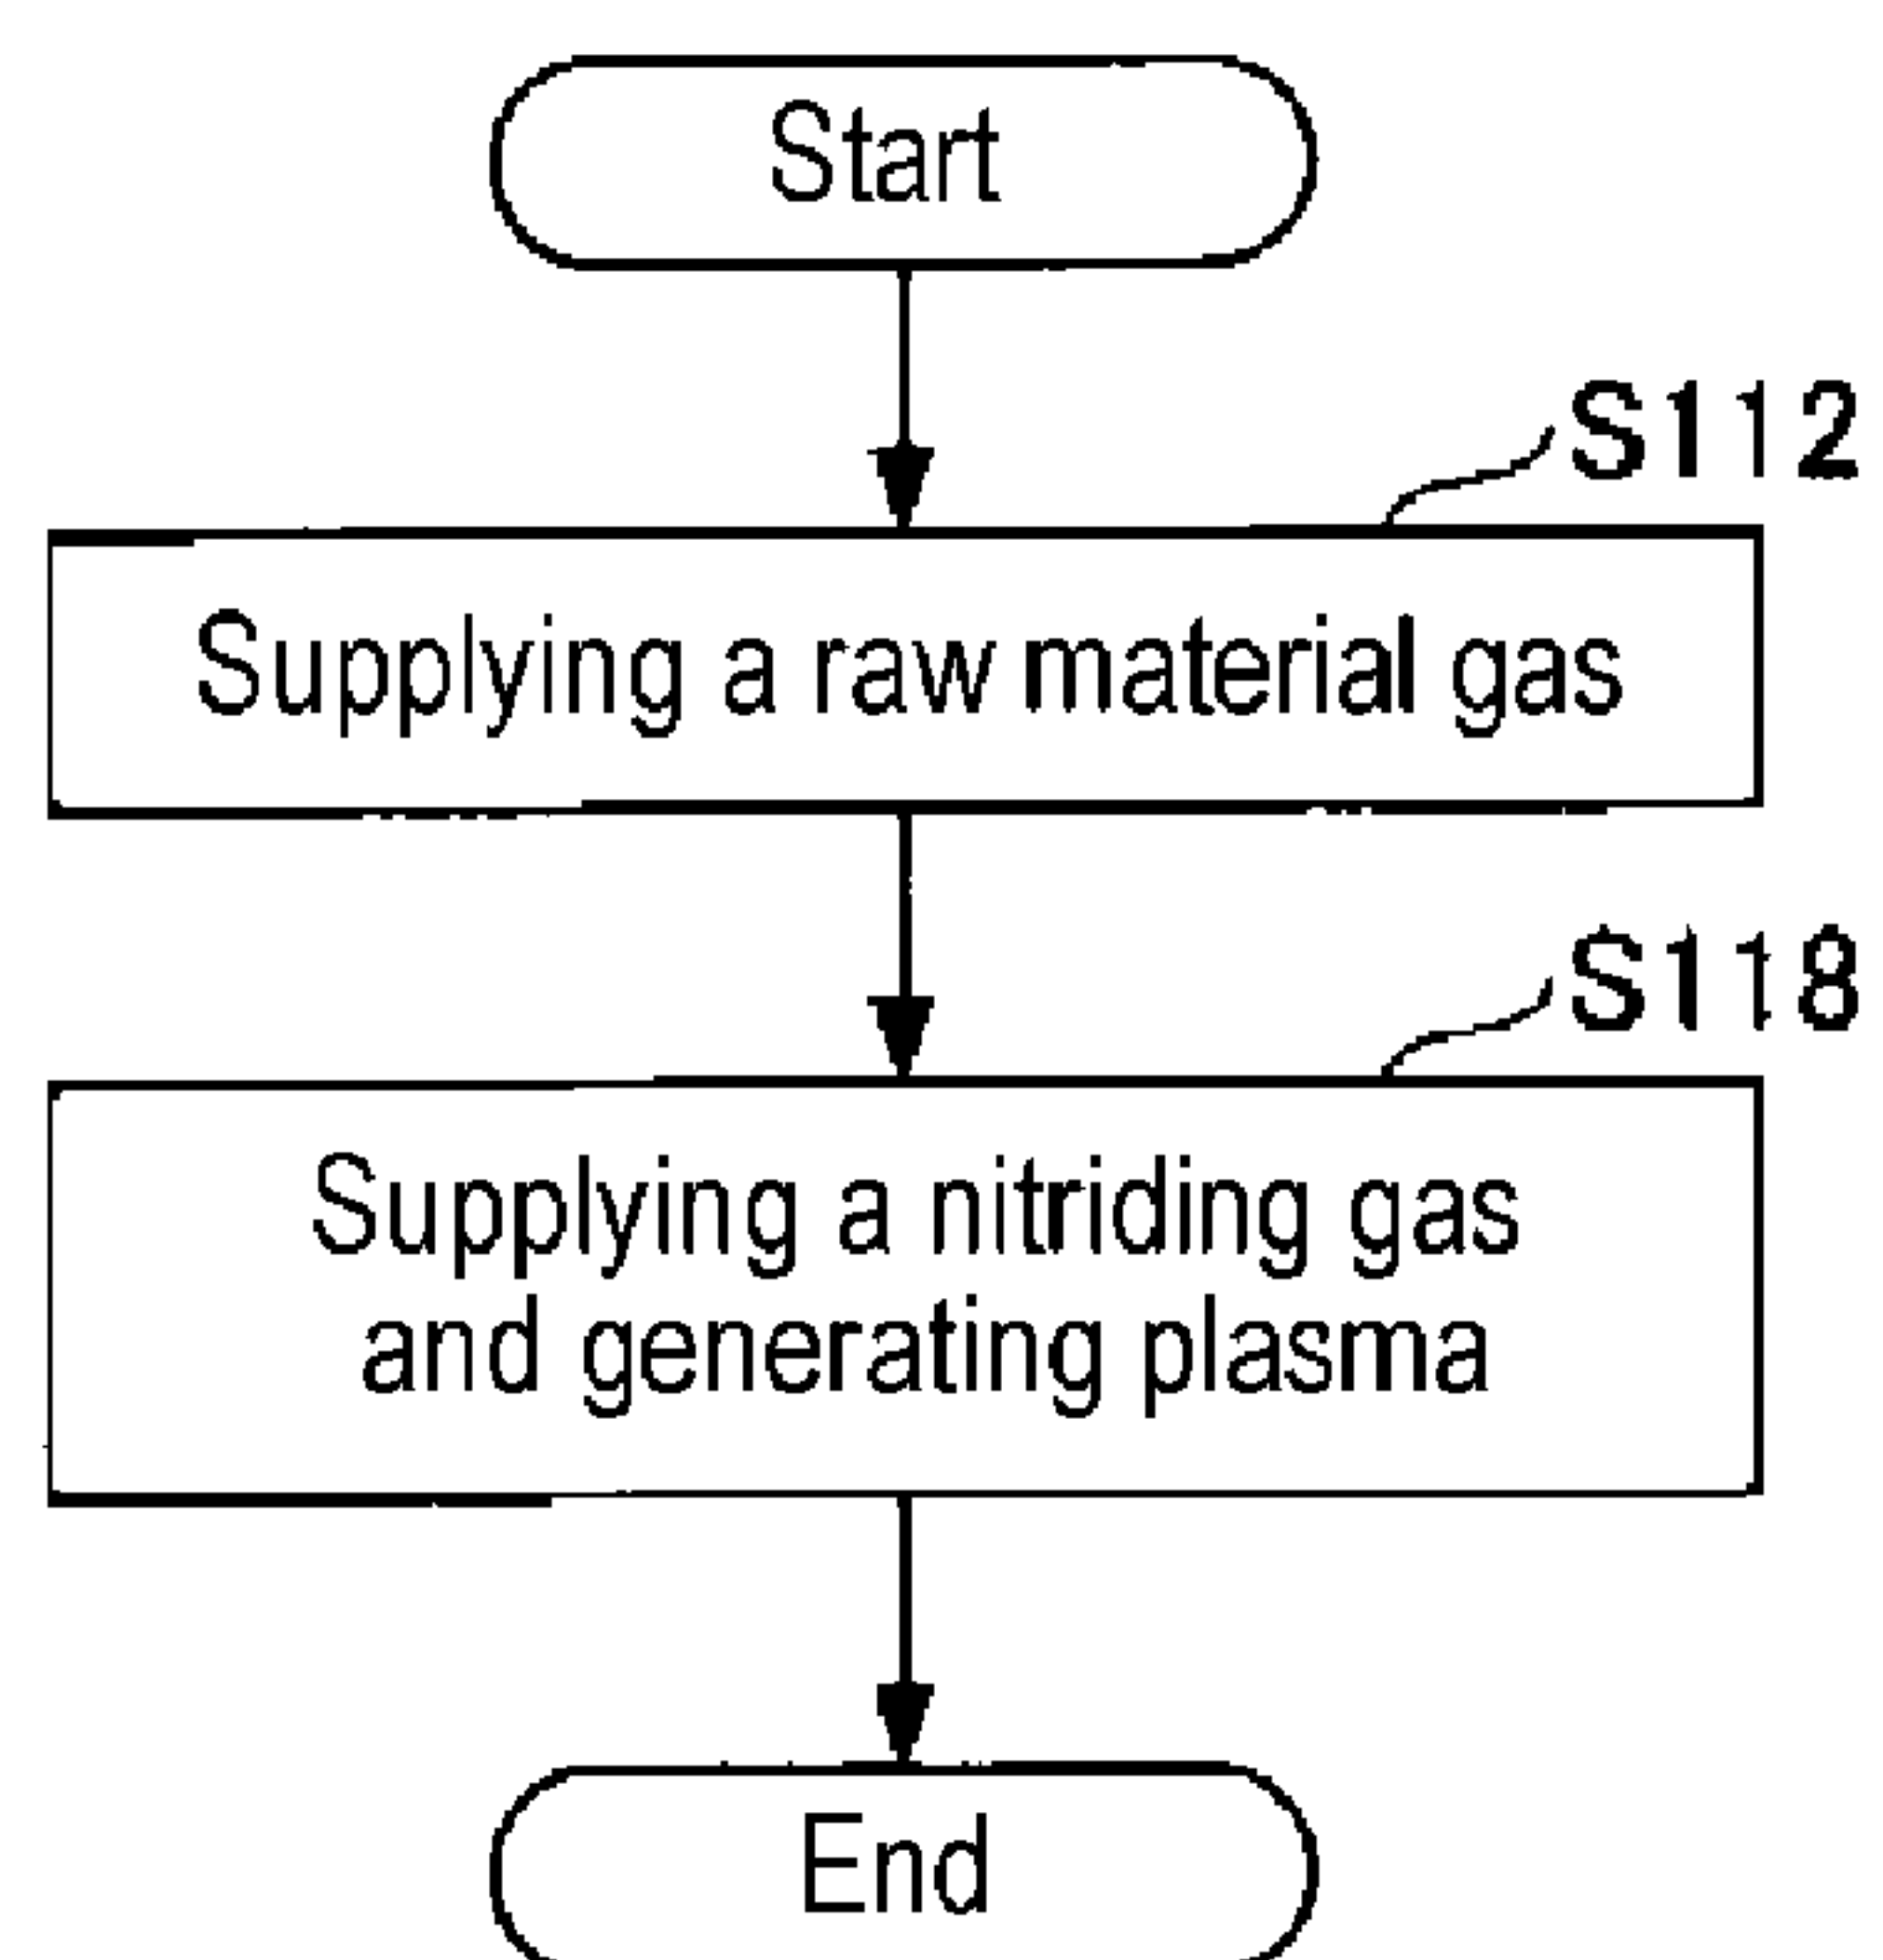 Start
S112
Supplying a raw material gas
S118
Supplying a nitriding gas
and generating plasma
End